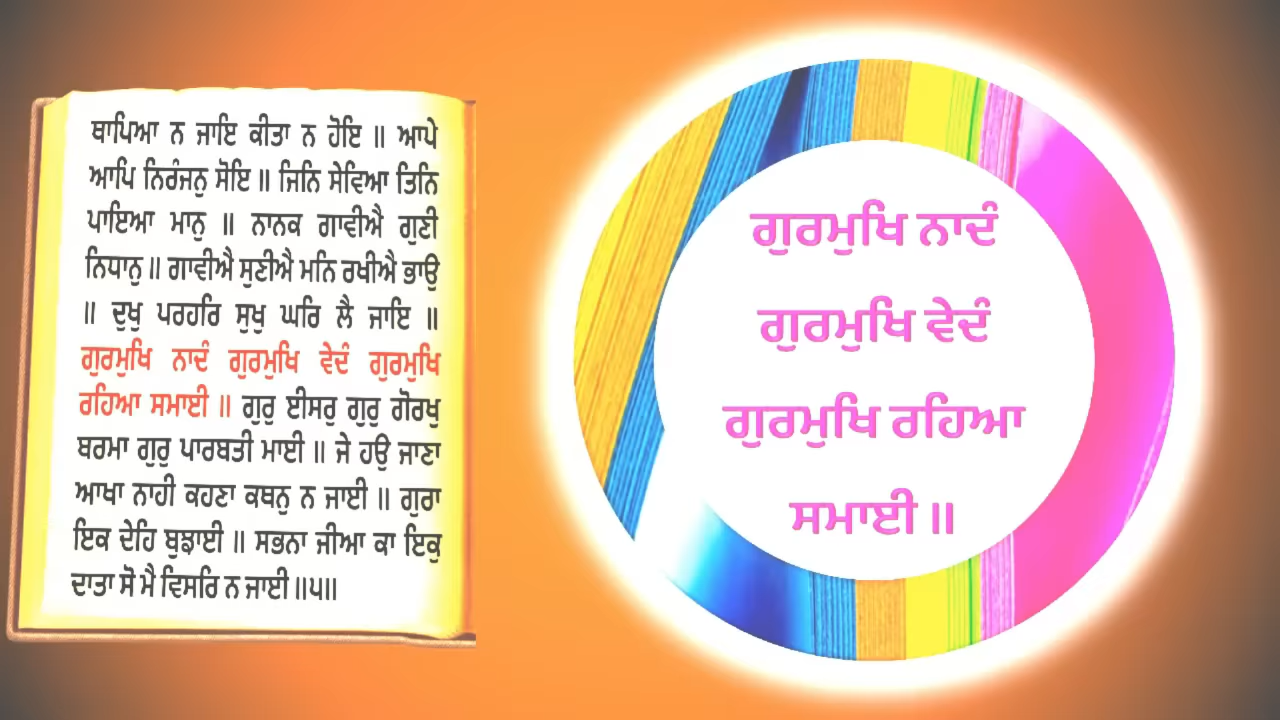 ਥਾਪਿਆ ਨ ਜਾਇ ਕੀਤਾ ਨ ਹੋਇ ॥ ਆਪੇ
ਆਪਿ ਨਿਰੰਜਨੁ ਸੋਇ ॥ ਜਿਨਿ ਸੇਵਿਆ ਤਿਨਿ
ਪਾਇਆ ਮਾਨੁ ॥ ਨਾਨਕ ਗਾਵੀਐ ਗੁਣੀ
ਨਿਧਾਨੁ ॥ ਗਾਵੀਐ ਸੁਣੀਐ ਮਨਿ ਰਖੀਐ ਭਾਉ
॥ ਦੁਖੁ ਪਰਹਰਿ ਸੁਖੁ ਘਰਿ ਲੈ ਜਾਇ ॥
ਗੁਰਮੁਖਿ ਨਾਦੰ ਗੁਰਮੁਖਿ ਵੇਦੰ ਗੁਰਮੁਖਿ
ਰਹਿਆ ਸਮਾਈ ॥ ਗੁਰੁ ਈਸਰੁ ਗੁਰੁ ਗੋਰਖੁ
ਬਰਮਾ ਗੁਰੁ ਪਾਰਬਤੀ ਮਾਈ ॥ ਜੇ ਹਉ ਜਾਣਾ
ਆਖਾ ਨਾਹੀ ਕਹਣਾ ਕਥਨੁ ਨ ਜਾਈ ॥ ਗੁਰਾ
ਇਕ ਦੇਹਿ ਬੁਝਾਈ ॥ ਸਭਨਾ ਜੀਆ ਕਾ ਇਕੁ
ਦਾਤਾ ਸੋ ਮੈ ਵਿਸਰਿ ਨ ਜਾਈ ॥੫॥
ਗੁਰਮੁਖਿ ਨਾਦੰ
ਗੁਰਮੁਖਿ ਵੇਦੰ
ਗੁਰਮੁਖਿ ਰਹਿਆ
ਸਮਾਈ ॥